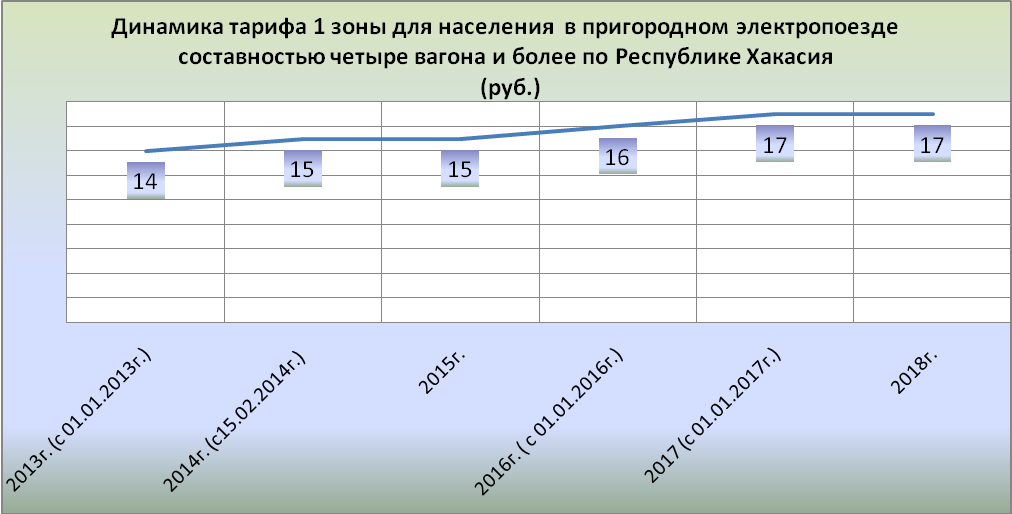 Динамика тарифа 1 зоны для населения в пригородном электропоезде
составностью четыре вагона и более по Республике Хакасия
(руб.)
14
15
15
16
17
17
2013г.(с 01.01.2013г.)
2014г.(с15.02.2014г.)
2015г.
2016г.( с 01.01.2016г.)
2017 (с 01.01.2017г.)
2018г.